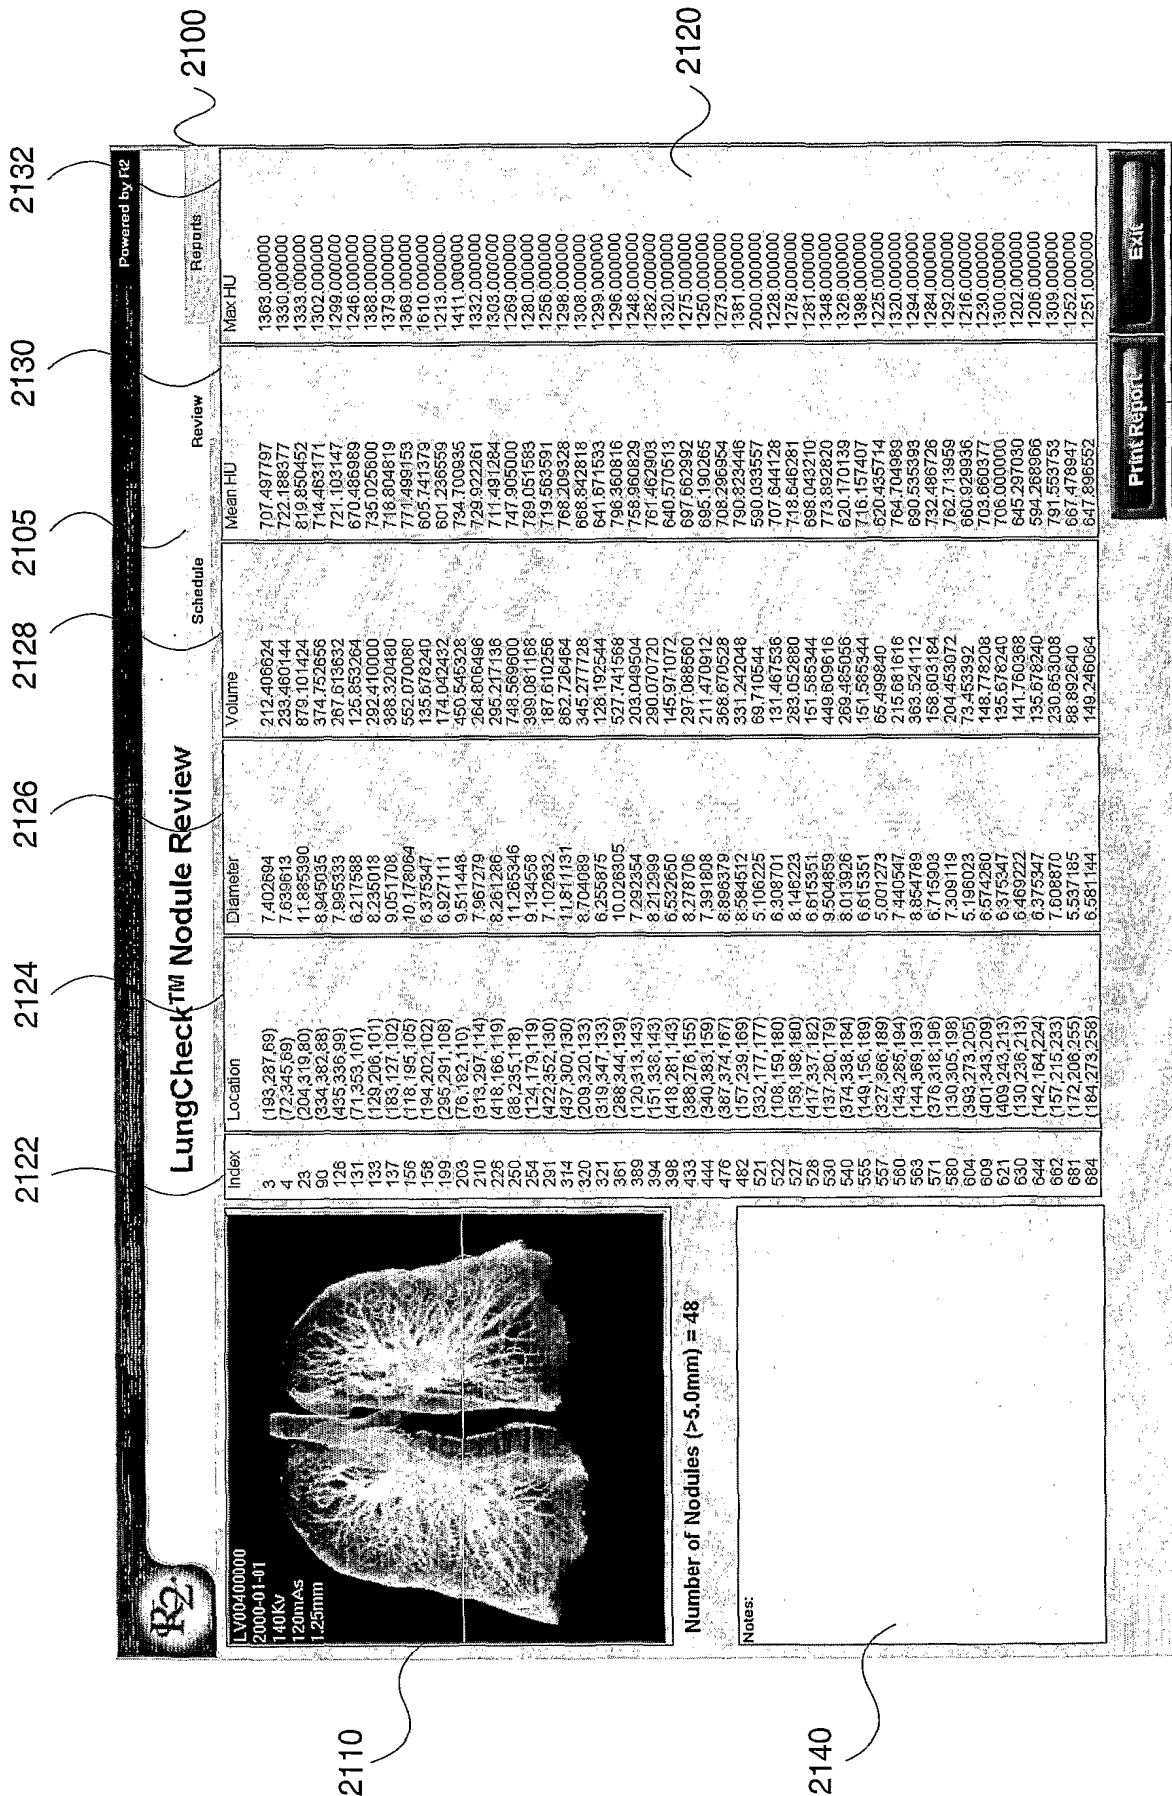 2122 2124 2126 2128 2105 2130 2132
2100
Powered by R2
R2
LungCheck™ Nodule Review
Schedule Review Reports
LV00400000
2000-01-01
140Kv
120mAs
1.25mm
2110
Number of Nodules (>5.0mm) = 48
Notes:
2140
Index Location Diameter Volume Mean HU Max HU
3 (193,287,69) 7.402694 212.408624 707.497797 1363.000000
4 (72,345,69) 7.639613 233.460144 722.188377 1330.000000
23 (204,319,80) 11.885390 879.101424 819.850452 1333.000000
90 (334,382,88) 8.945035 374.752656 714.463171 1302.000000
126 (435,336,99) 7.995333 267.613632 721.103147 1299.000000
131 (71,353,101) 6.217588 125.853264 670.486989 1246.000000
133 (129,206,101) 8.235018 292.410000 735.025600 1388.000000
137 (183,127,102) 9.051708 388.320480 718.804819 1379.000000
156 (118,195,105) 10.178064 552.070080 771.499153 1369.000000
158 (194,202,102) 6.375347 135.678240 605.741379 1610.000000
199 (295,291,108) 6.927111 174.042432 601.236559 1213.000000
203 (76,182,110) 9.511448 450.545328 734.700935 1411.000000
210 (313,297,114) 7.967279 264.806496 729.922261 1332.000000
226 (418,166,119) 8.261286 295.217136 711.491284 1303.000000
250 (88,235,118) 11.265346 748.569600 747.905000 1269.000000
254 (124,179,119) 9.134558 399.081168 789.051583 1280.000000
291 (422,352,130) 7.102632 187.610256 719.563591 1256.000000
314 (437,300,130) 11.811131 862.726464 768.209328 1298.000000
320 (209,320,133) 8.704089 345.277728 668.842818 1308.000000
321 (319,347,133) 6.255875 128.192544 641.671533 1299.000000
361 (288,344,139) 10.026305 527.741568 796.360816 1296.000000
389 (120,313,143) 7.292354 203.049504 758.960829 1248.000000
394 (151,338,143) 8.212999 290.070720 761.462903 1262.000000
398 (418,281,143) 6.532650 145.971072 640.570513 1320.000000
433 (388,276,155) 8.278706 297.088560 697.662992 1275.000000
444 (340,383,159) 7.391808 211.470912 695.190265 1250.000000
476 (387,374,167) 8.896379 368.670528 708.296954 1273.000000
482 (157,239,169) 8.584512 331.242048 790.823446 1381.000000
521 (332,177,177) 5.106225 69.710544 590.033557 2000.000000
522 (108,159,180) 6.308701 131.467536 707.644128 1228.000000
527 (158,198,180) 8.146223 283.052880 718.646281 1278.000000
528 (417,337,182) 6.615351 151.585344 698.043210 1281.000000
530 (137,280,179) 9.504859 449.609616 773.892820 1348.000000
540 (374,338,184) 8.013926 269.485056 620.170139 1326.000000
555 (149,156,189) 6.615351 151.585344 716.157407 1398.000000
557 (327,366,189) 5.001273 65.499840 620.435714 1225.000000
560 (143,285,194) 7.440547 215.681616 764.704989 1320.000000
563 (144,369,193) 8.854789 363.524112 690.535393 1294.000000
571 (376,318,196) 6.715903 158.603184 732.486726 1284.000000
580 (130,305,198) 7.309119 204.453072 762.713959 1292.000000
604 (393,273,205) 5.196023 73.453392 660.929936 1216.000000
609 (401,343,209) 6.574260 148.778208 703.660377 1230.000000
621 (409,243,213) 6.375347 135.678240 706.000000 1300.000000
630 (130,236,213) 6.469222 141.760368 645.297030 1202.000000
644 (142,164,224) 6.375347 135.678240 594.268966 1206.000000
662 (157,215,233) 7.608870 230.653008 791.553753 1309.000000
681 (172,206,255) 5.537185 88.892640 667.478947 1252.000000
684 (184,273,258) 6.581144 149.246064 647.896552 1251.000000
2120
Print Report Exit